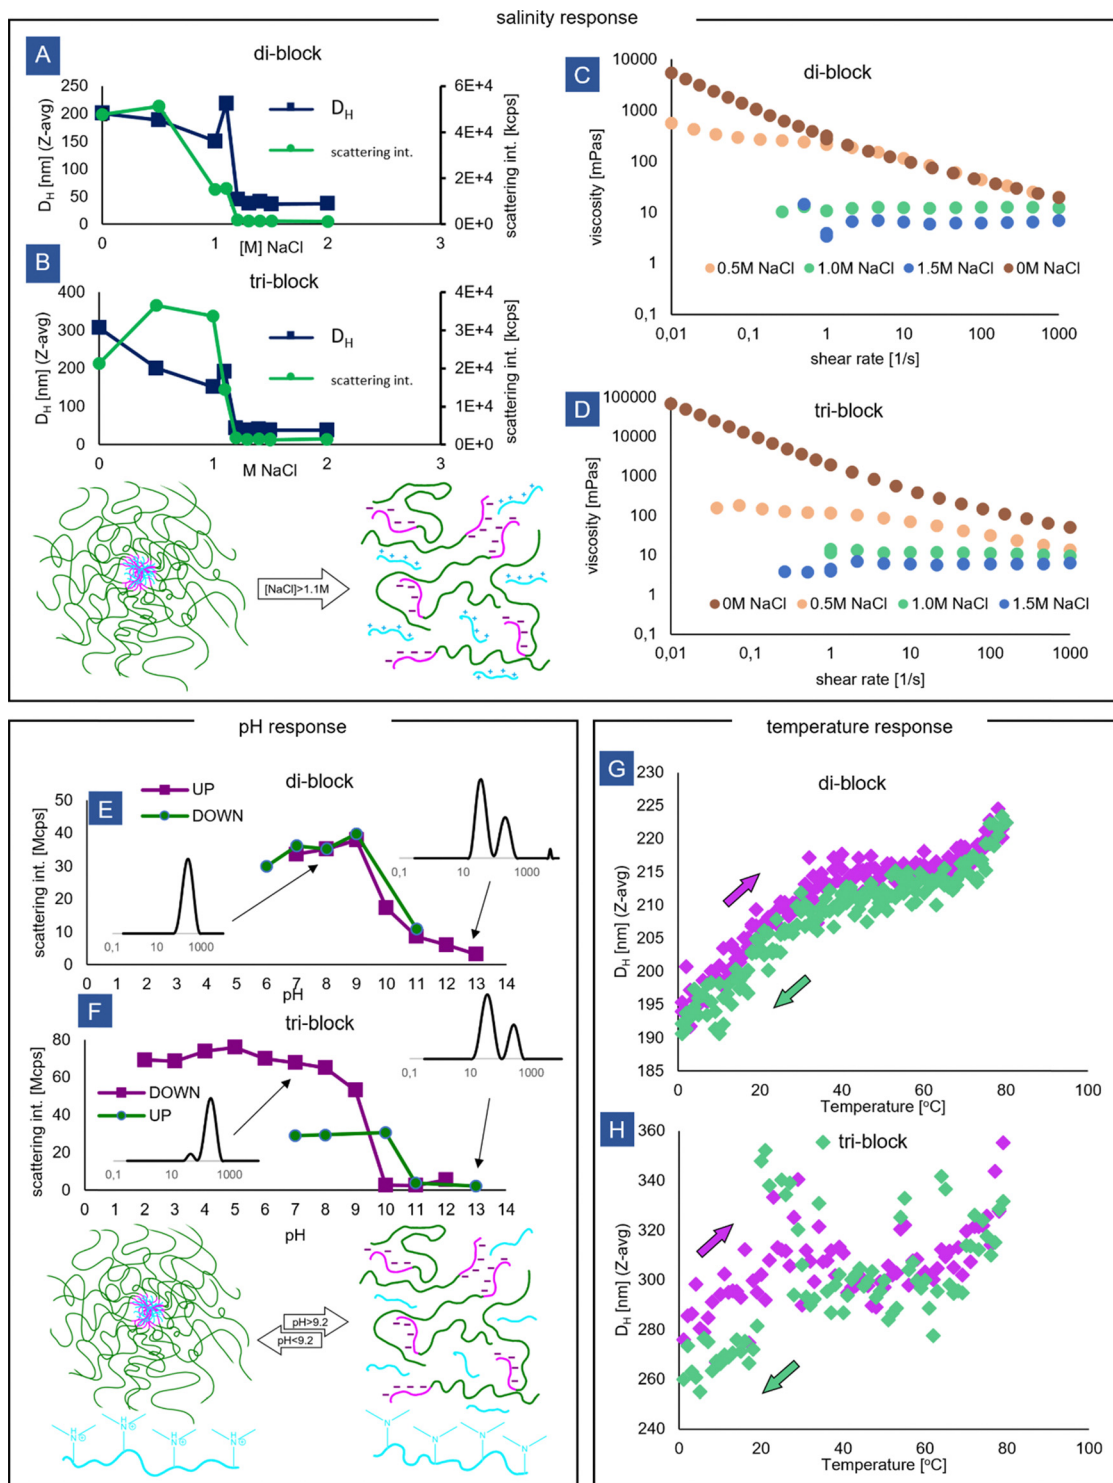 salinity response
A
di-block
D_H [nm] (Z-avg)
250
200
150
100
50
0
D_H
scattering int.
6E+4
4E+4
2E+4
0E+0
scattering int. [kcps]
0 1 2 3
[M] NaCl
B
tri-block
D_H [nm] (Z-avg)
400
300
200
100
0
D_H
scattering int.
4E+4
3E+4
2E+4
1E+4
0E+0
scattering int. [kcps]
0 1 2 3
M NaCl
[NaCl]>1.1M
C
di-block
viscosity [mPas]
10000
1000
100
10
1
0,1
0.5M NaCl 1.0M NaCl 1.5M NaCl 0M NaCl
0,01 0,1 1 10 100 1000
shear rate [1/s]
D
tri-block
viscosity [mPas]
100000
10000
1000
100
10
1
0,1
0M NaCl 0.5M NaCl 1.0M NaCl 1.5M NaCl
0,01 0,1 1 10 100 1000
shear rate [1/s]
pH response
E
di-block
UP
DOWN
scattering int. [Mcps]
50
40
30
20
10
0
0,1 10 1000
0,1 10 1000
1 2 3 4 5 6 7 8 9 10 11 12 13 14
pH
F
tri-block
DOWN
UP
scattering int. [Mcps]
80
60
40
20
0
0,1 10 1000
0,1 10 1000
1 2 3 4 5 6 7 8 9 10 11 12 13 14
pH
pH>9.2
pH<9.2
H
N
H
N
H
N
H
N
N
N
N
N
temperature response
G
di-block
D_H [nm] (Z-avg)
230
225
220
215
210
205
200
195
190
185
0 20 40 60 80 100
Temperature [°C]
H
tri-block
D_H [nm] (Z-avg)
360
340
320
300
280
260
240
0 20 40 60 80 100
Temperature [°C]